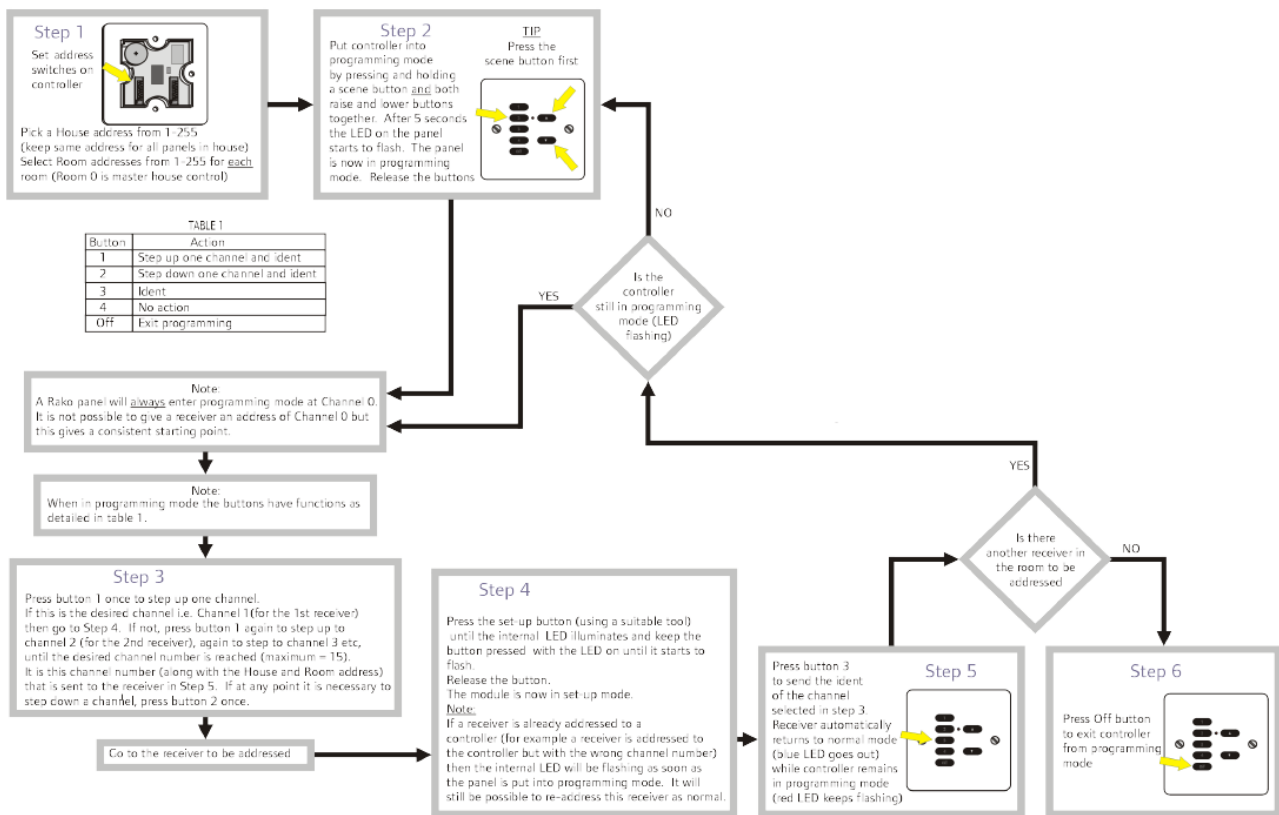 Step 1
Set address
switches on
controller
Pick a House address from 1-255
(keep same address for all panels in house)
Select Room addresses from 1-255 for each
room (Room 0 is master house control)
Step 2
Put controller into
programming mode
by pressing and holding
a scene button and both
raise and lower buttons
together. After 5 seconds
the LED on the panel
starts to flash. The panel
is now in programming
mode. Release the buttons
TIP
Press the
scene button first
TABLE 1
Button Action
1 Step up one channel and ident
2 Step down one channel and ident
3 Ident
4 No action
Off Exit programming
NO
Is the
controller
still in programming
mode (LED
flashing)
YES
Note:
A Rako panel will always enter programming mode at Channel 0.
It is not possible to give a receiver an address of Channel 0 but
this gives a consistent starting point.
Note:
When in programming mode the buttons have functions as
detailed in table 1.
Step 3
Press button 1 once to step up one channel.
If this is the desired channel i.e. Channel 1(for the 1st receiver)
then go to Step 4. If not, press button 1 again to step up to
channel 2 (for the 2nd receiver), again to step to channel 3 etc,
until the desired channel number is reached (maximum = 15).
It is this channel number (along with the House and Room address)
that is sent to the receiver in Step 5. If at any point it is necessary to
step down a channel, press button 2 once.
Go to the receiver to be addressed
Step 4
Press the set-up button (using a suitable tool)
until the internal LED illuminates and keep the
button pressed with the LED on until it starts to
flash.
Release the button.
The module is now in set-up mode.
Note:
If a receiver is already addressed to a
controller (for example a receiver is addressed to
the controller but with the wrong channel number)
then the internal LED will be flashing as soon as
the panel is put into programming mode. It will
still be possible to re-address this receiver as normal.
Step 5
Press button 3
to send the ident
of the channel
selected in step 3.
Receiver automatically
returns to normal mode
(blue LED goes out)
while controller remains
in programming mode
(red LED keeps flashing)
YES
Is there
another receiver in
the room to be
addressed
NO
Step 6
Press Off button
to exit controller
from programming
mode